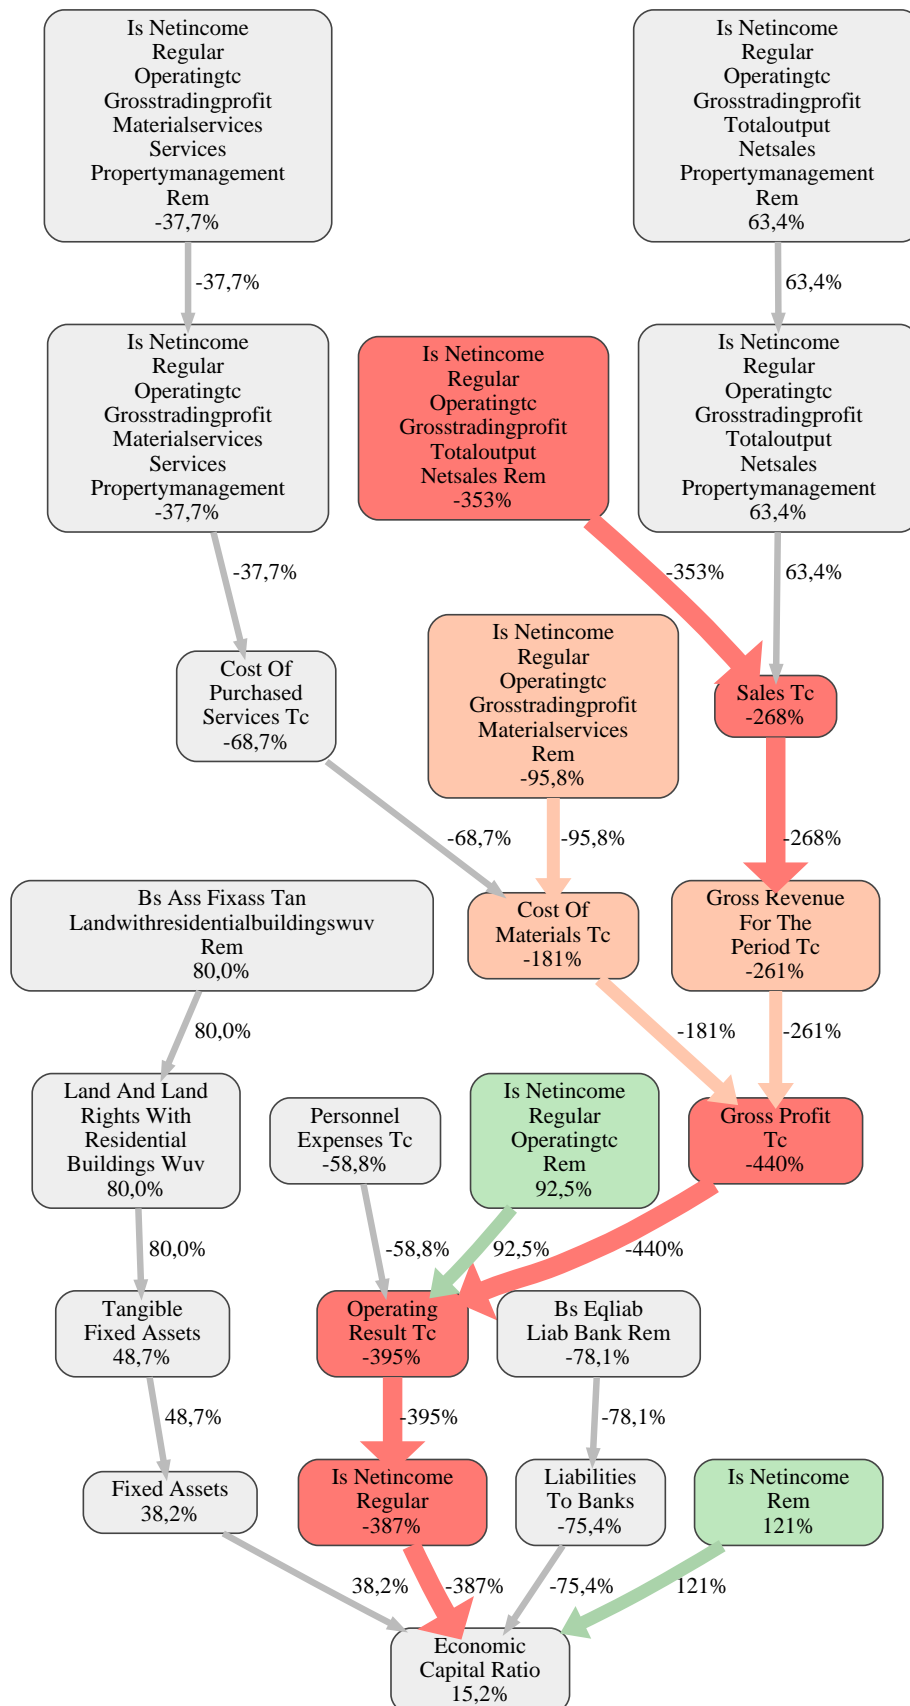 Is Netincome
Regular
Operatingtc
Grosstradingprofit
Materialservices
Services
Propertymanagement
Rem
-37,7%
Is Netincome
Regular
Operatingtc
Grosstradingprofit
Totaloutput
Netsales
Propertymanagement
Rem
63,4%
-37,7%
63,4%
Is Netincome
Regular
Operatingtc
Grosstradingprofit
Materialservices
Services
Propertymanagement
-37,7%
Is Netincome
Regular
Operatingtc
Grosstradingprofit
Totaloutput
Netsales Rem
-353%
Is Netincome
Regular
Operatingtc
Grosstradingprofit
Totaloutput
Netsales
Propertymanagement
63,4%
-37,7%
-353%
63,4%
Cost Of
Purchased
Services Tc
-68,7%
Is Netincome
Regular
Operatingtc
Grosstradingprofit
Materialservices
Rem
-95,8%
Sales Tc
-268%
-68,7%
-95,8%
-268%
Bs Ass Fixass Tan
Landwithresidentialbuildingswuv
Rem
80,0%
Cost Of
Materials Tc
-181%
Gross Revenue
For The
Period Tc
-261%
80,0%
-181%
-261%
Land And Land
Rights With
Residential
Buildings Wuv
80,0%
Personnel
Expenses Tc
-58,8%
Is Netincome
Regular
Operatingtc
Rem
92,5%
Gross Profit
Tc
-440%
80,0%
-58,8%
92,5%
-440%
Tangible
Fixed Assets
48,7%
Operating
Result Tc
-395%
Bs Eqliab
Liab Bank Rem
-78,1%
48,7%
-395%
-78,1%
Fixed Assets
38,2%
Is Netincome
Regular
-387%
Liabilities
To Banks
-75,4%
Is Netincome
Rem
121%
38,2%
-387%
-75,4%
121%
Economic
Capital Ratio
15,2%